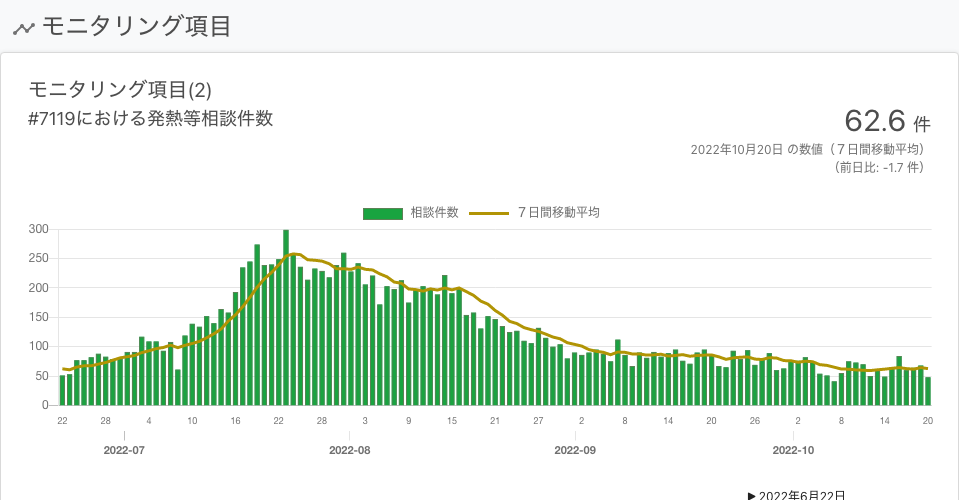 モニタリング項目
モニタリング項目(2)
#7119における発熱等相談件数
62.6 件
2022年10月20日 の数値（７日間移動平均）
（前日比: -1.7 件）
相談件数 ７日間移動平均
300
250
200
150
100
50
0
22 28 4 10 16 22 28 3 9 15 21 27 2 8 14 20 26 2 8 14 20
2022-07 2022-08 2022-09 2022-10
▶ 2022年6月22日